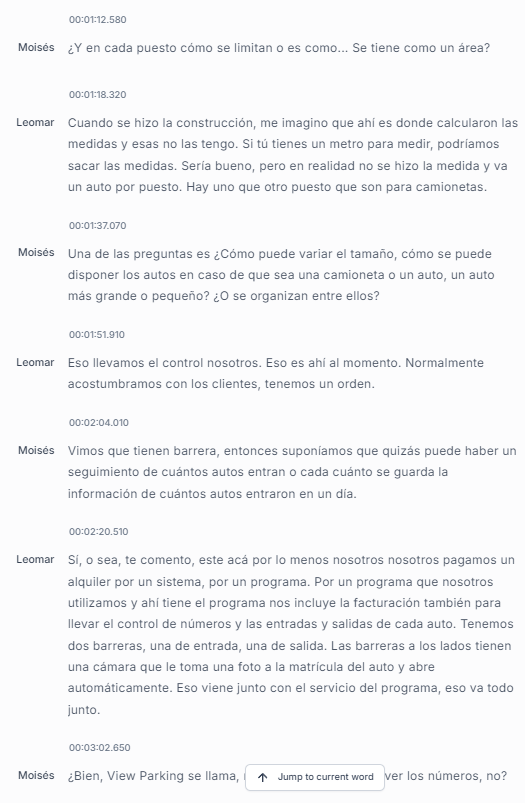 00:01:12.580
Moisés ¿Y en cada puesto cómo se limitan o es como... Se tiene como un área?
00:01:18.320
Leomar Cuando se hizo la construcción, me imagino que ahí es donde calcularon las
medidas y esas no las tengo. Si tú tienes un metro para medir, podríamos
sacar las medidas. Sería bueno, pero en realidad no se hizo la medida y va
un auto por puesto. Hay uno que otro puesto que son para camionetas.
00:01:37.070
Moisés Una de las preguntas es ¿Cómo puede variar el tamaño, cómo se puede
disponer los autos en caso de que sea una camioneta o un auto, un auto
más grande o pequeño? ¿O se organizan entre ellos?
00:01:51.910
Leomar Eso llevamos el control nosotros. Eso es ahí al momento. Normalmente
acostumbramos con los clientes, tenemos un orden.
00:02:04.010
Moisés Vimos que tienen barrera, entonces suponíamos que quizás puede haber un
seguimiento de cuántos autos entran o cada cuánto se guarda la
información de cuántos autos entraron en un día.
00:02:20.510
Leomar Sí, o sea, te comento, este acá por lo menos nosotros nosotros pagamos un
alquiler por un sistema, por un programa. Por un programa que nosotros
utilizamos y ahí tiene el programa nos incluye la facturación también para
llevar el control de números y las entradas y salidas de cada auto. Tenemos
dos barreras, una de entrada, una de salida. Las barreras a los lados tienen
una cámara que le toma una foto a la matrícula del auto y abre
automáticamente. Eso viene junto con el servicio del programa, eso va todo
junto.
00:03:02.650
Moisés ¿Bien, View Parking se llama, ver los números, no?
Jump to current word